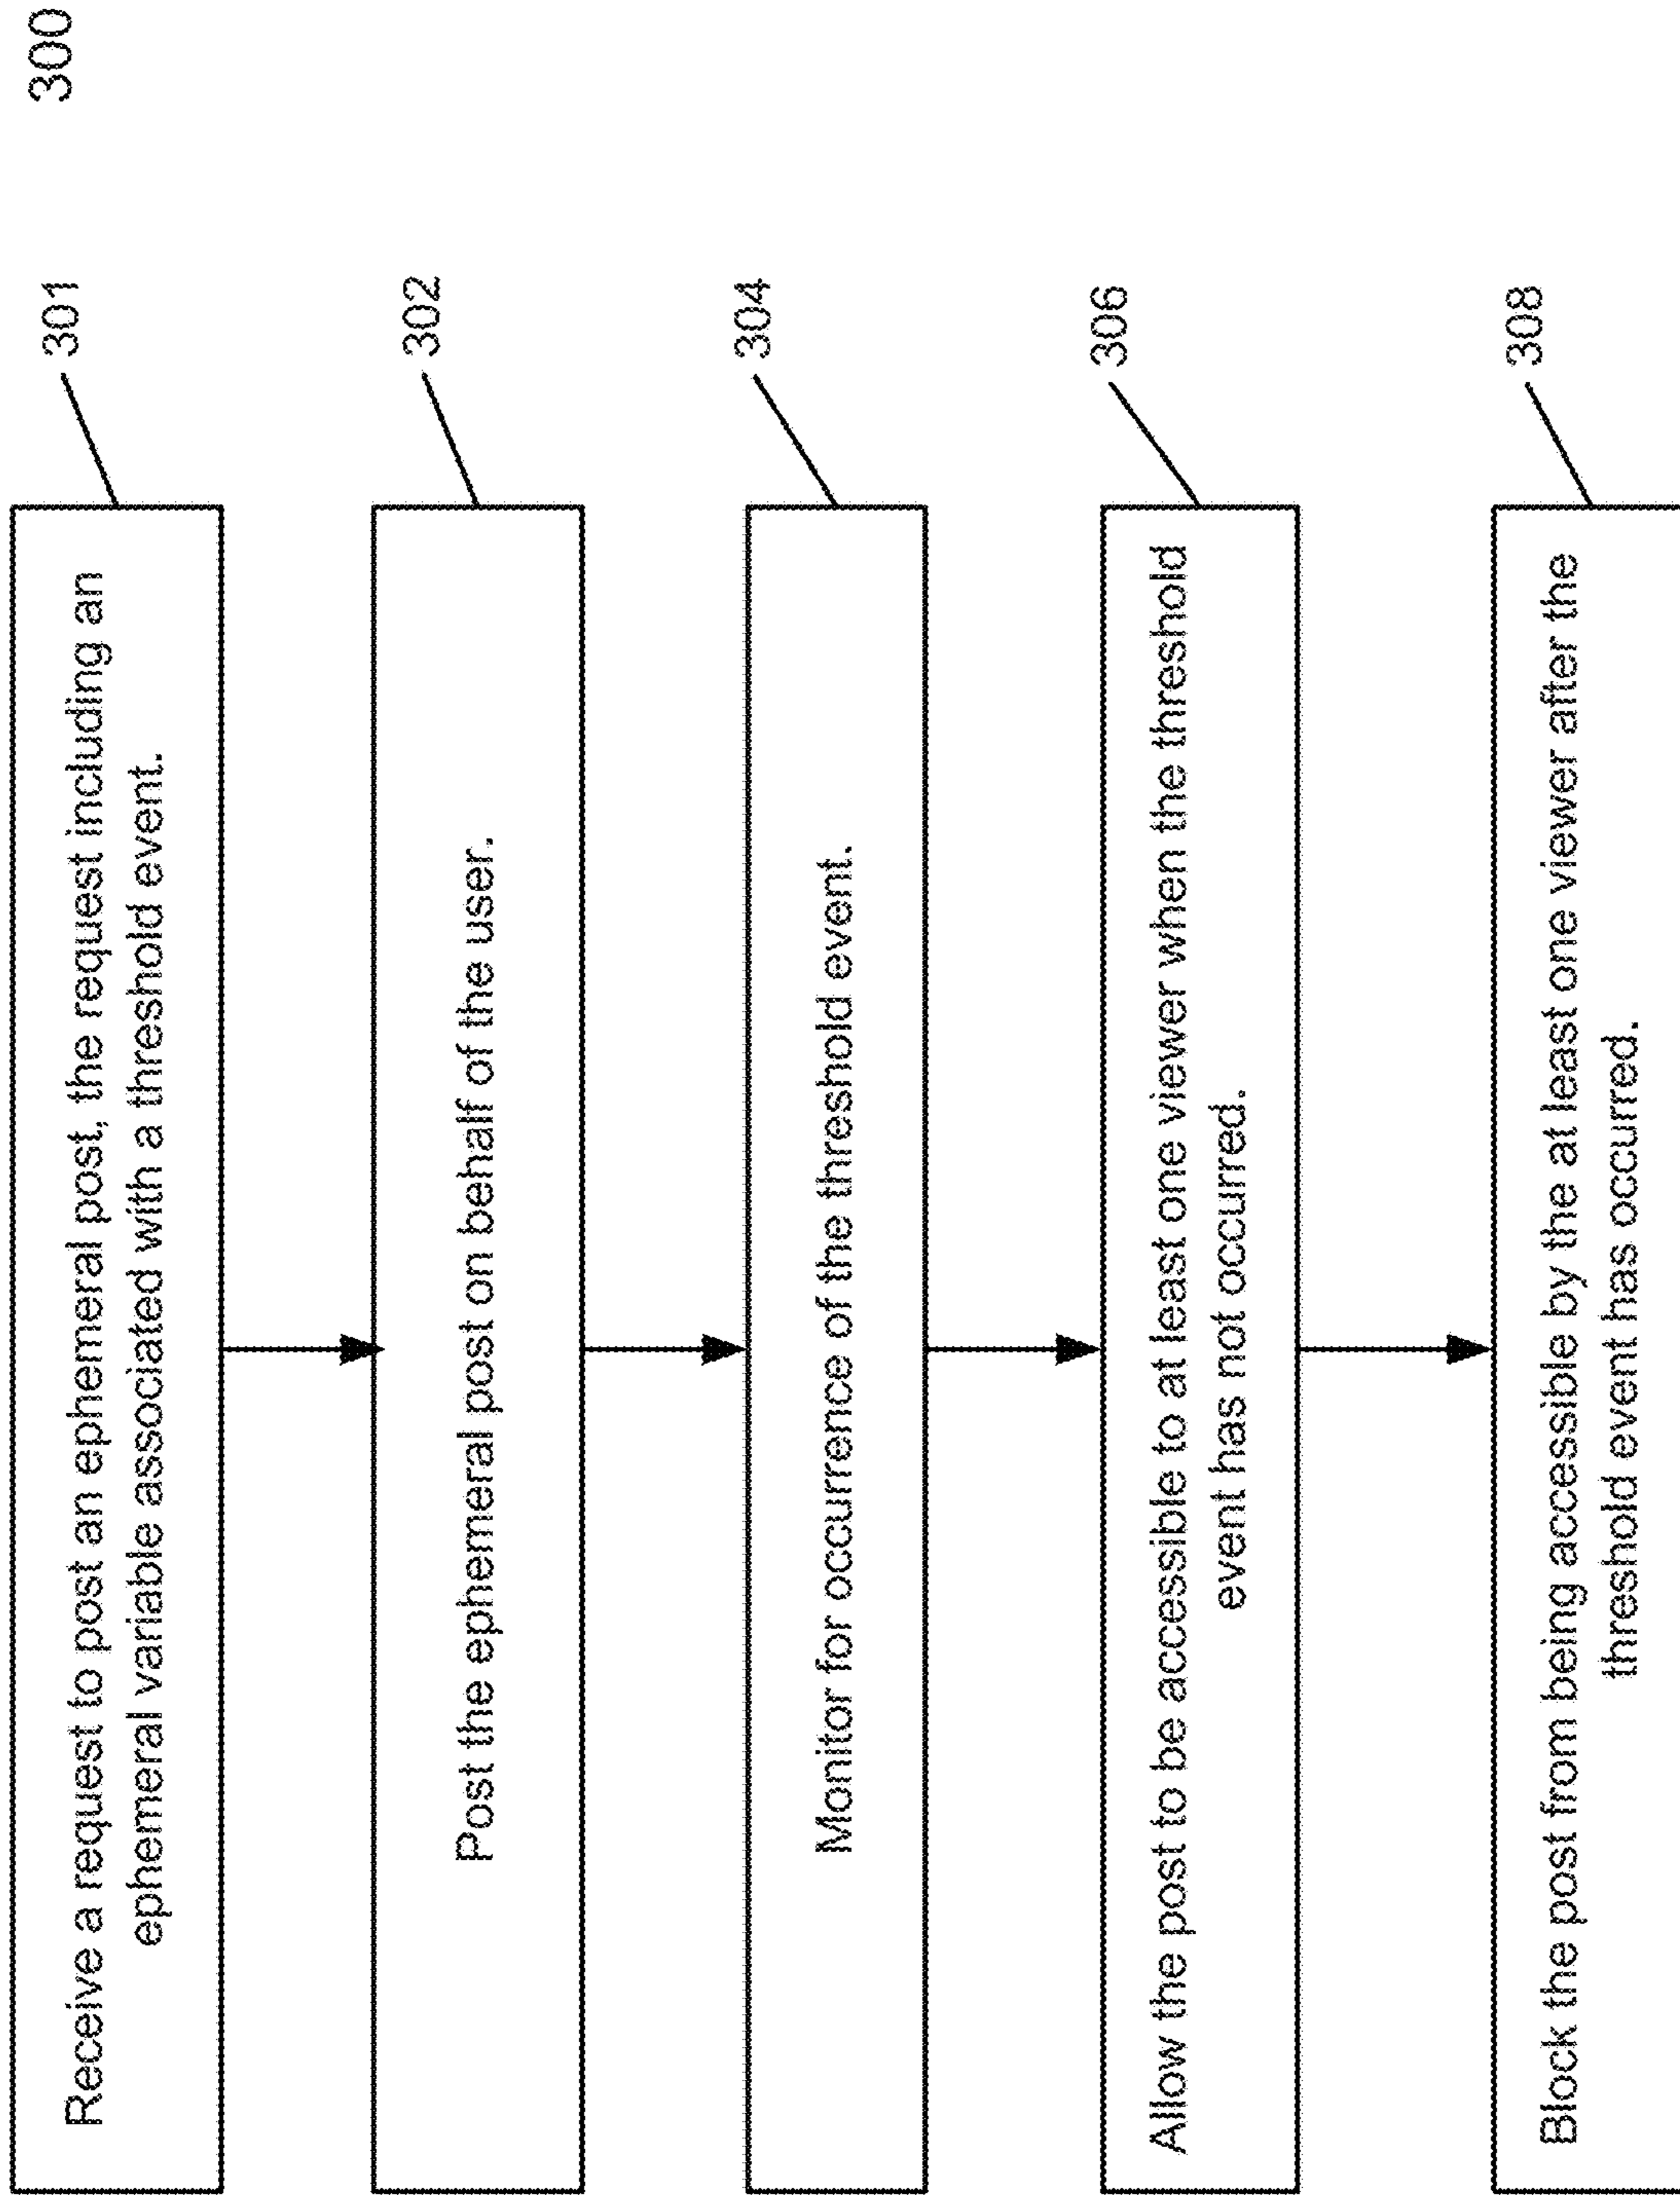 300
301
Receive a request to post an ephemeral post, the request including an
ephemeral variable associated with a threshold event.
302
Post the ephemeral post on behalf of the user.
304
Monitor for occurrence of the threshold event.
306
Allow the post to be accessible to at least one viewer when the threshold
event has not occurred.
308
Block the post from being accessible by the at least one viewer after the
threshold event has occurred.